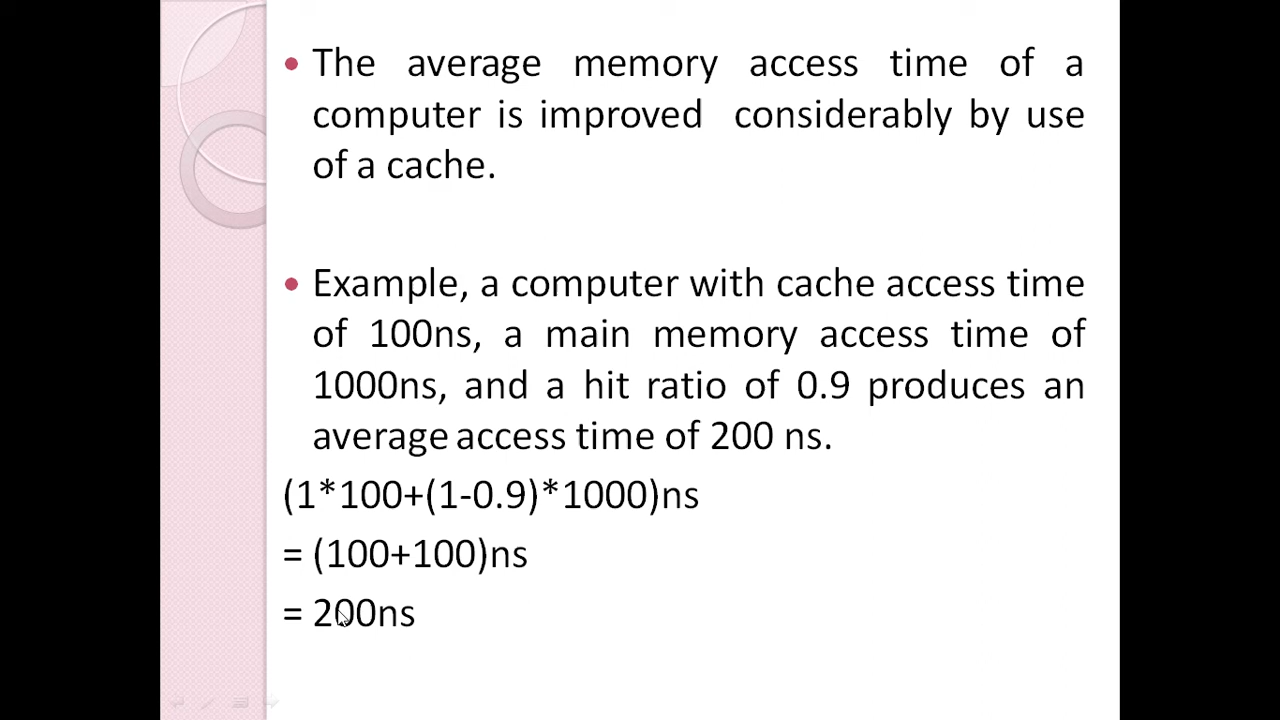 • The average memory access time of a
computer is improved considerably by use
of a cache.
• Example, a computer with cache access time
of 100ns, a main memory access time of
1000ns, and a hit ratio of 0.9 produces an
average access time of 200 ns.
(1*100+(1-0.9)*1000)ns
= (100+100)ns
= 200ns